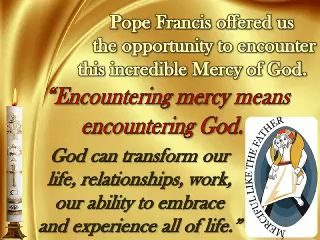 Pope Francis offered us
the opportunity to encounter
this incredible Mercy of God.
“Encountering mercy means
encountering God.
God can transform our
life, relationships, work,
our ability to embrace
and experience all of life.”
MERCIFUL LIKE THE FATHER